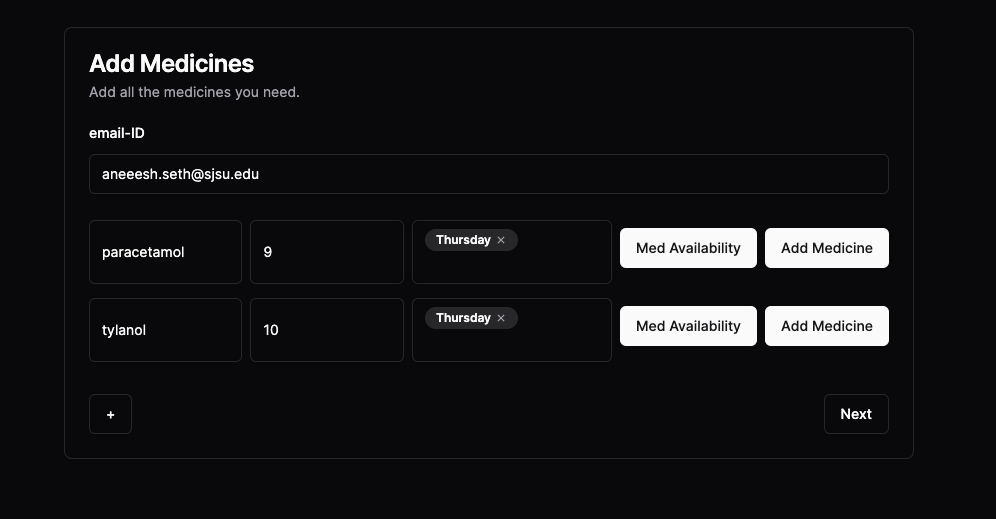 Add Medicines
Add all the medicines you need.
email-ID
aneeesh.seth@sjsu.edu
paracetamol 9 Thursday × Med Availability Add Medicine
tylanol 10 Thursday × Med Availability Add Medicine
+ Next